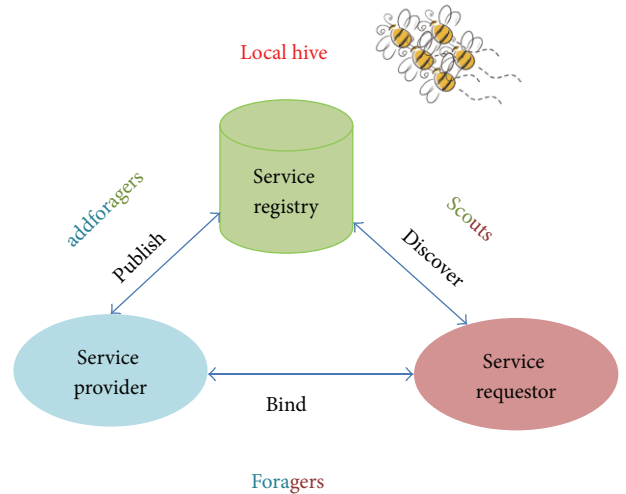 Local hive
Service
registry
addforagers
Publish
Scouts
Discover
Service
provider
Service
requestor
Bind
Foragers